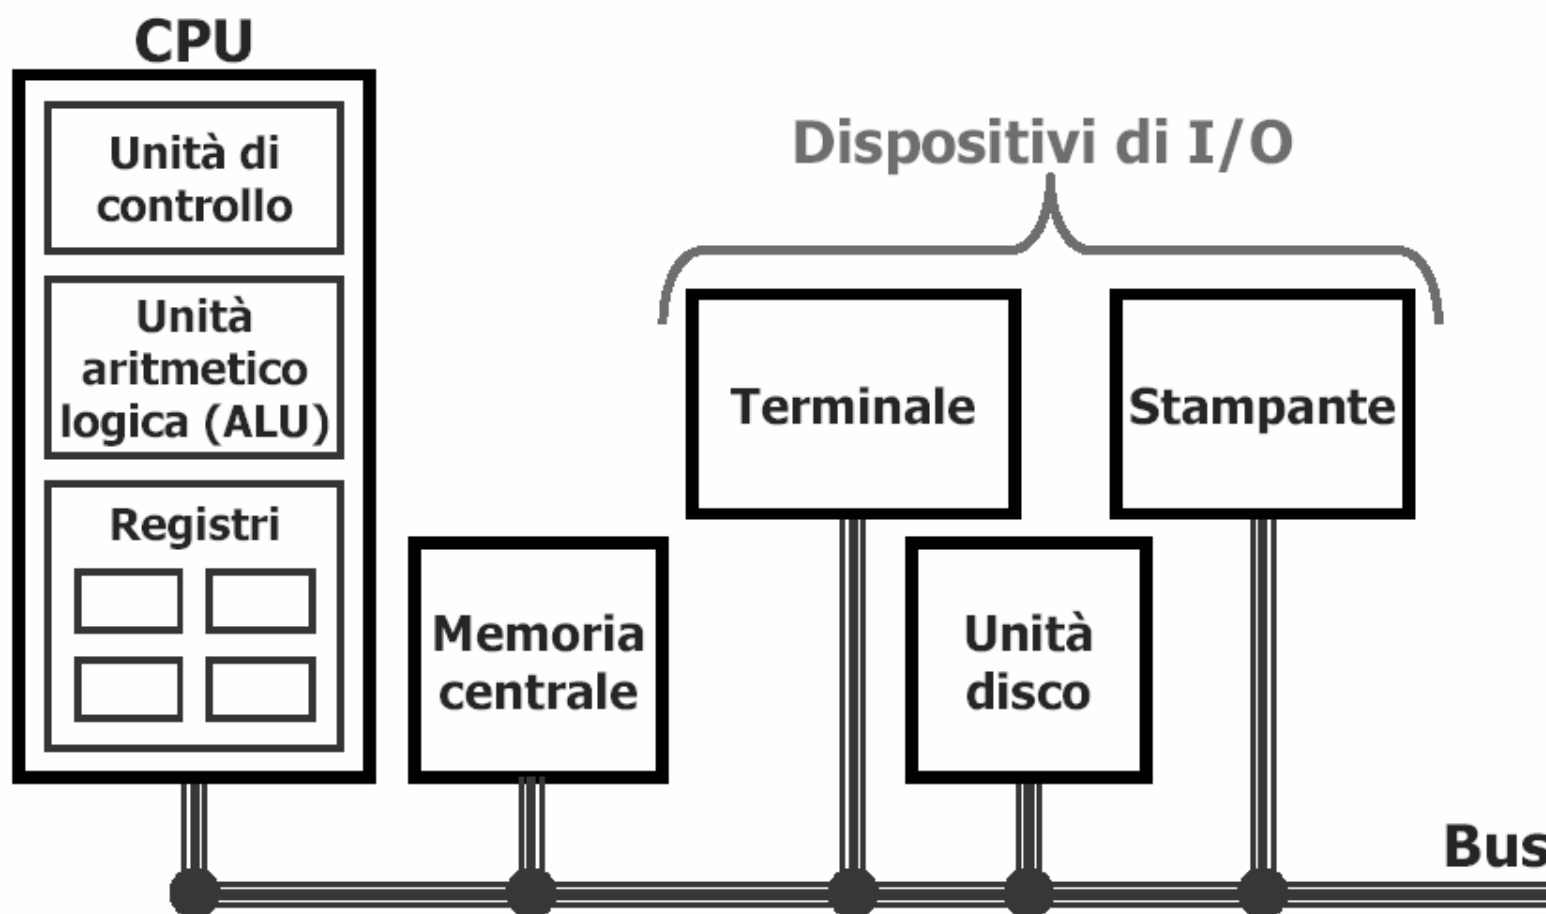 CPU
Unità di
controllo
Unità
aritmetico
logica (ALU)
Registri
Memoria
centrale
Dispositivi di I/O
Terminale
Stampante
Unità
disco
Bus